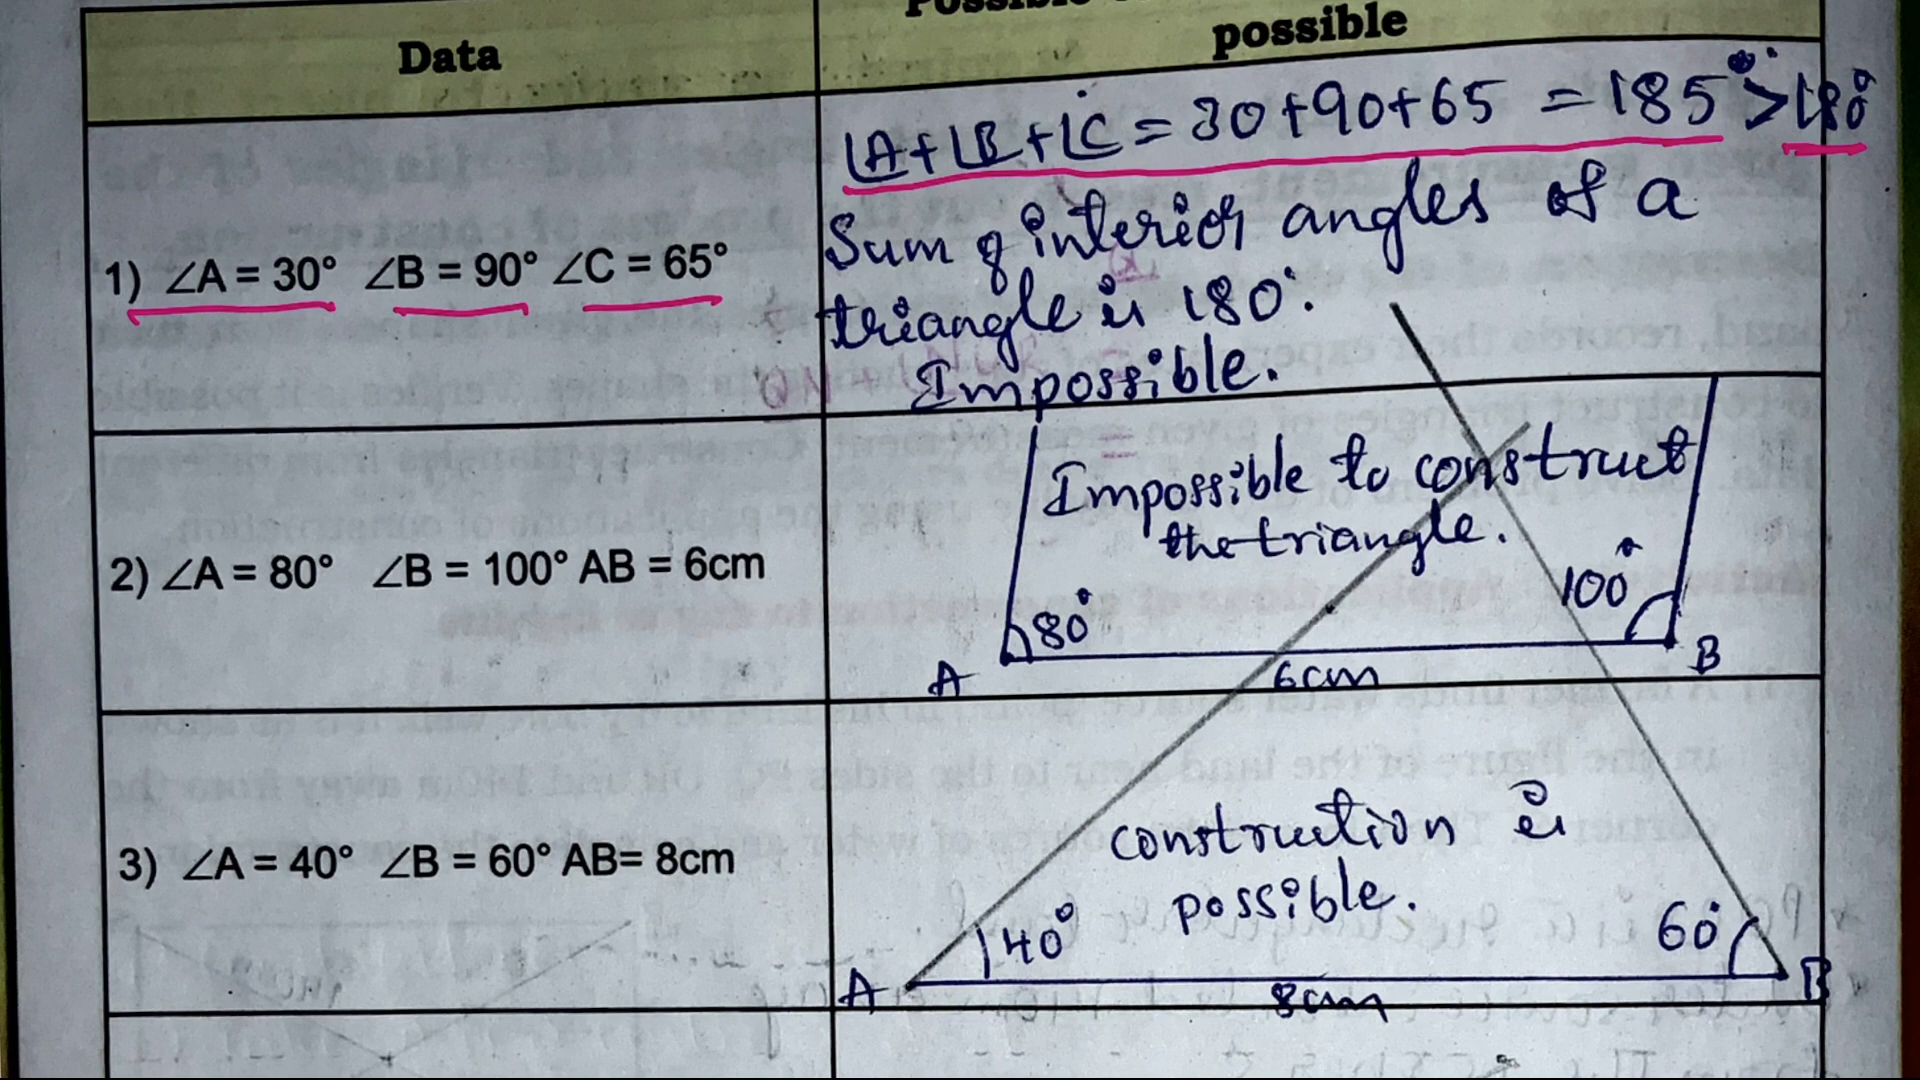 Data
possible
1) ∠A = 30° ∠B = 90° ∠C = 65°
∠A+∠B+∠C = 30+90+65 = 185° > 180°
Sum of interior angles of a
triangle is 180°.
Impossible.
2) ∠A = 80° ∠B = 100° AB = 6cm
Impossible to construct
the triangle.
80°
100°
A
6cm
B
3) ∠A = 40° ∠B = 60° AB= 8cm
construction is
possible.
40°
60°
A
8cm
B